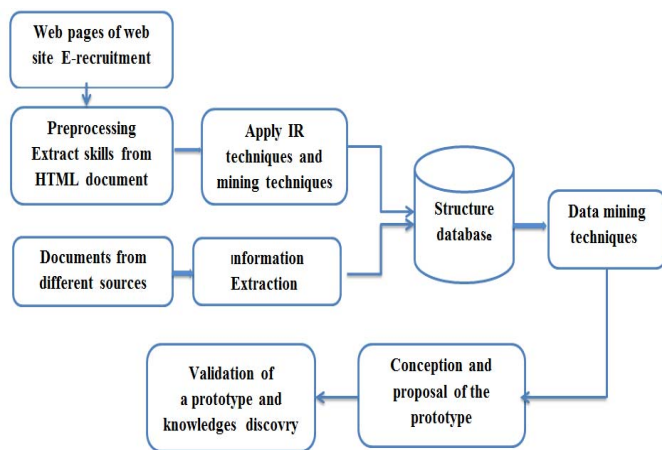 Web pages of web
site E-recruitment
Preprocessing
Extract skills from
HTML document
Apply IR
techniques and
mining techniques
Structure
database
Data mining
techniques
Documents from
different sources
Information
Extraction
Validation of
a prototype and
knowledges discovry
Conception and
proposal of the
prototype